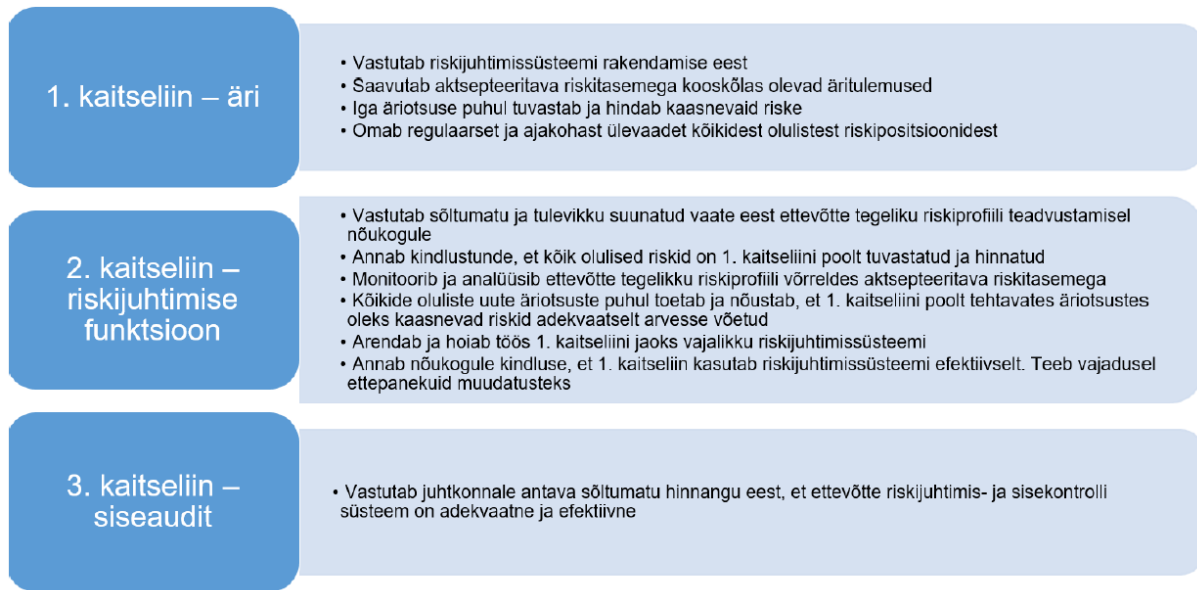 1. kaitseliin – äri
• Vastutab riskijuhtimissüsteemi rakendamise eest
• Saavutab aktsepteeritava riskitasemega kooskõlas olevad äritulemused
• Iga äriotsuse puhul tuvastab ja hindab kaasnevaid riske
• Omab regulaarset ja ajakohast ülevaadet kõikidest olulistest riskipositsioonidest
2. kaitseliin –
riskijuhtimise
funktsioon
• Vastutab sõltumatu ja tulevikku suunatud vaate eest ettevõtte tegeliku riskiprofiili teadvustamisel
nõukogule
• Annab kindlustunde, et kõik olulised riskid on 1. kaitseliini poolt tuvastatud ja hinnatud
• Monitoorib ja analüüsib ettevõtte tegelikku riskiprofiili võrreldes aktsepteeritava riskitasemega
• Kõikide oluliste uute äriotsuste puhul toetab ja nõustab, et 1. kaitseliini poolt tehtavates äriotsustes
oleks kaasnevad riskid adekvaatselt arvesse võetud
• Arendab ja hoiab töös 1. kaitseliini jaoks vajalikku riskijuhtimissüsteemi
• Annab nõukogule kindluse, et 1. kaitseliin kasutab riskijuhtimissüsteemi efektiivselt. Teeb vajadusel
ettepanekuid muudatusteks
3. kaitseliin –
siseaudit
• Vastutab juhtkonnale antava sõltumatu hinnangu eest, et ettevõtte riskijuhtimis- ja sisekontrolli
süsteem on adekvaatne ja efektiivne